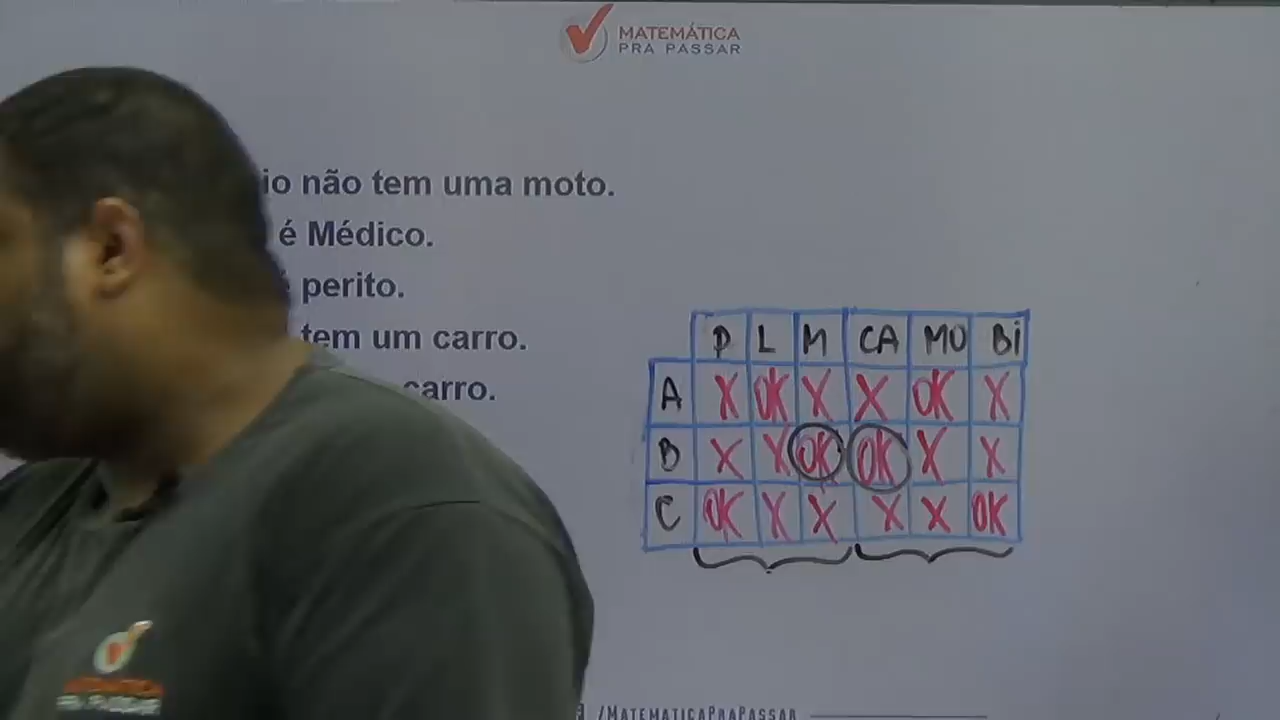 MATEMÁTICA
PRA PASSAR
não tem uma moto.
é Médico.
perito.
tem um carro.
carro.
P L M CA MO Bi
A X OK X X OK X
B X X OK OK X X
C OK X X X X OK
/MATEMATICAPRAPASSAR